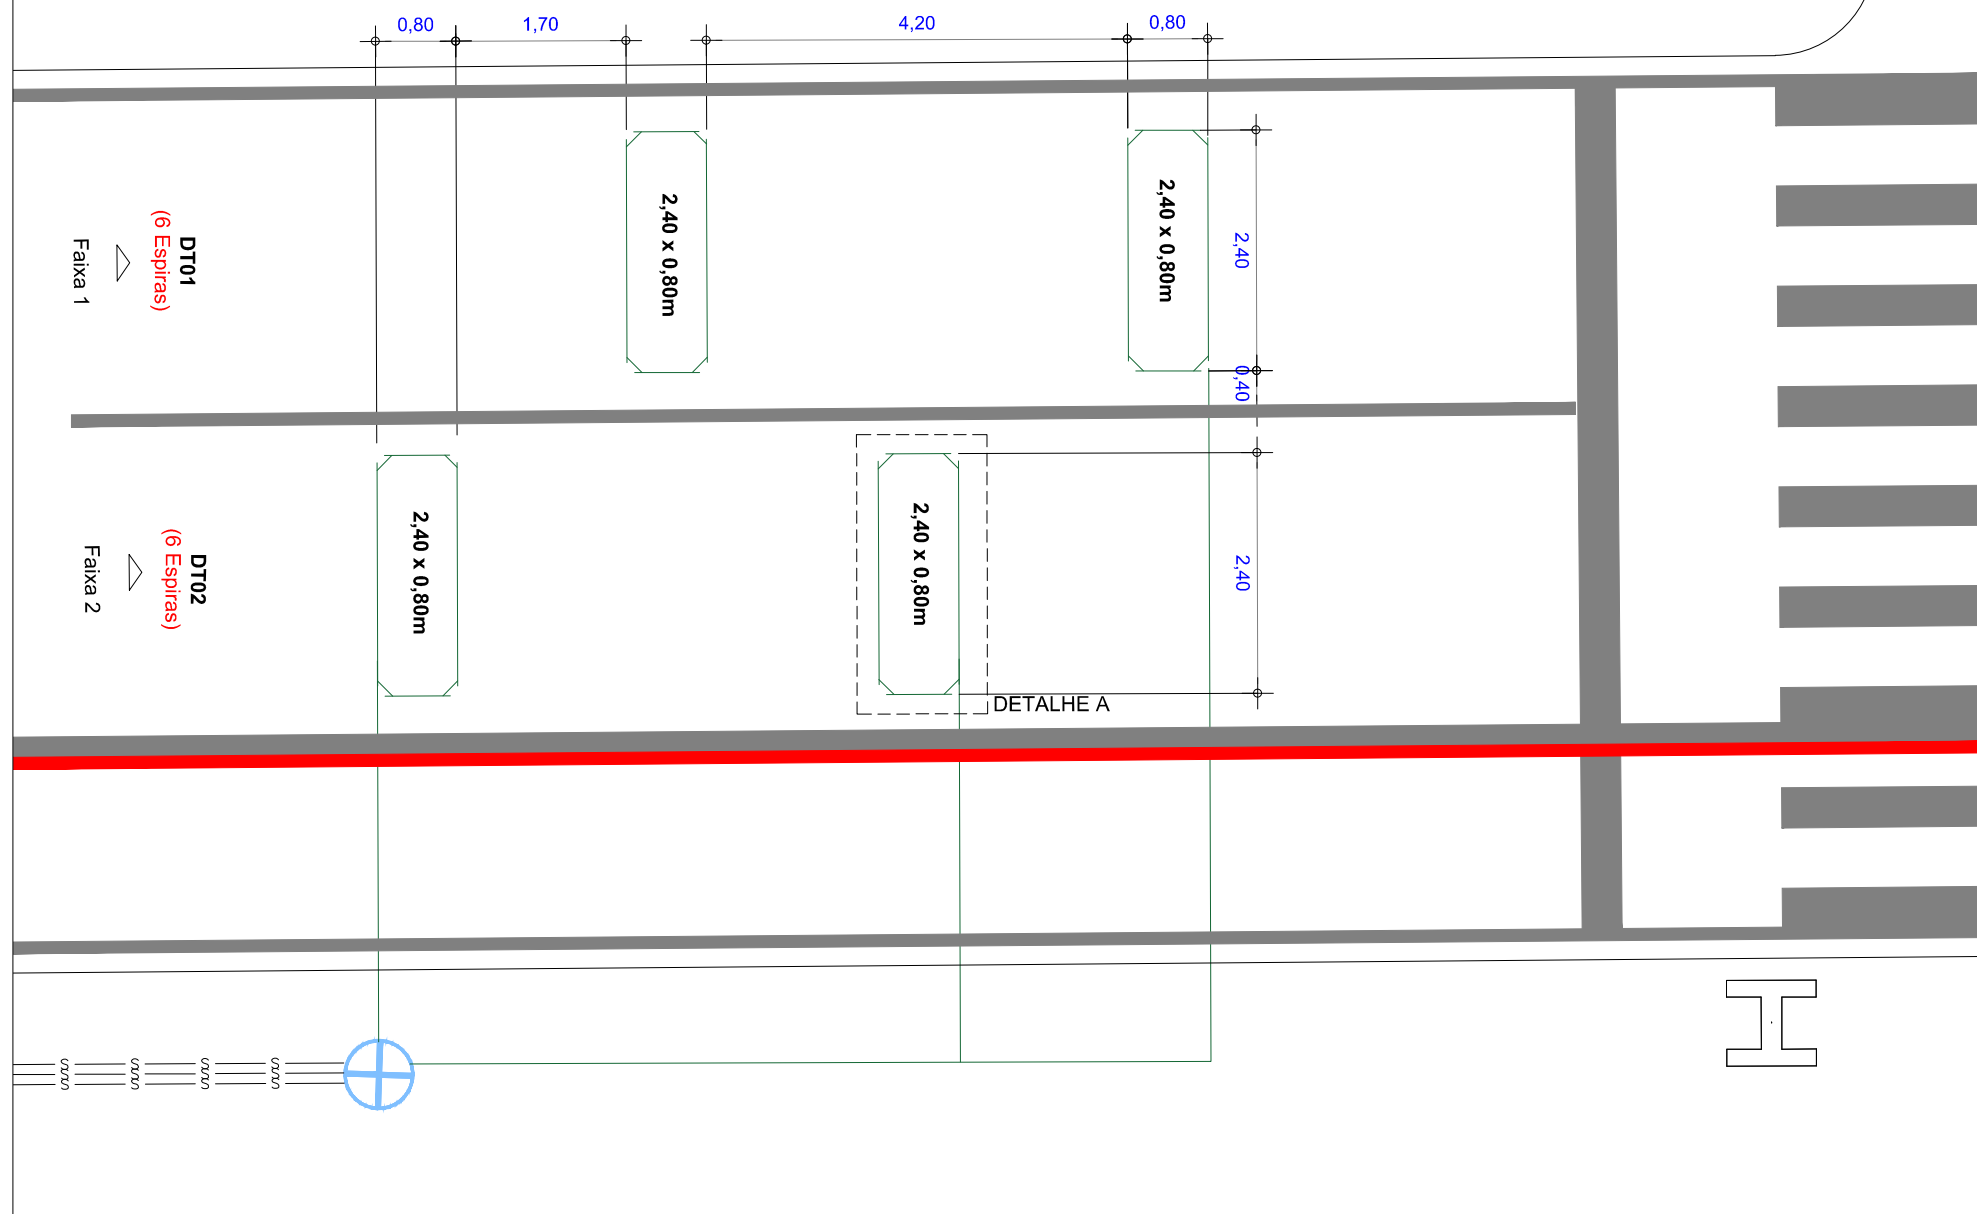 0,80
1,70
4,20
0,80
2,40 x 0,80m
2,40 x 0,80m
2,40
0,40
DT01
(6 Espiras)
Faixa 1
2,40 x 0,80m
2,40 x 0,80m
2,40
DT02
(6 Espiras)
Faixa 2
DETALHE A